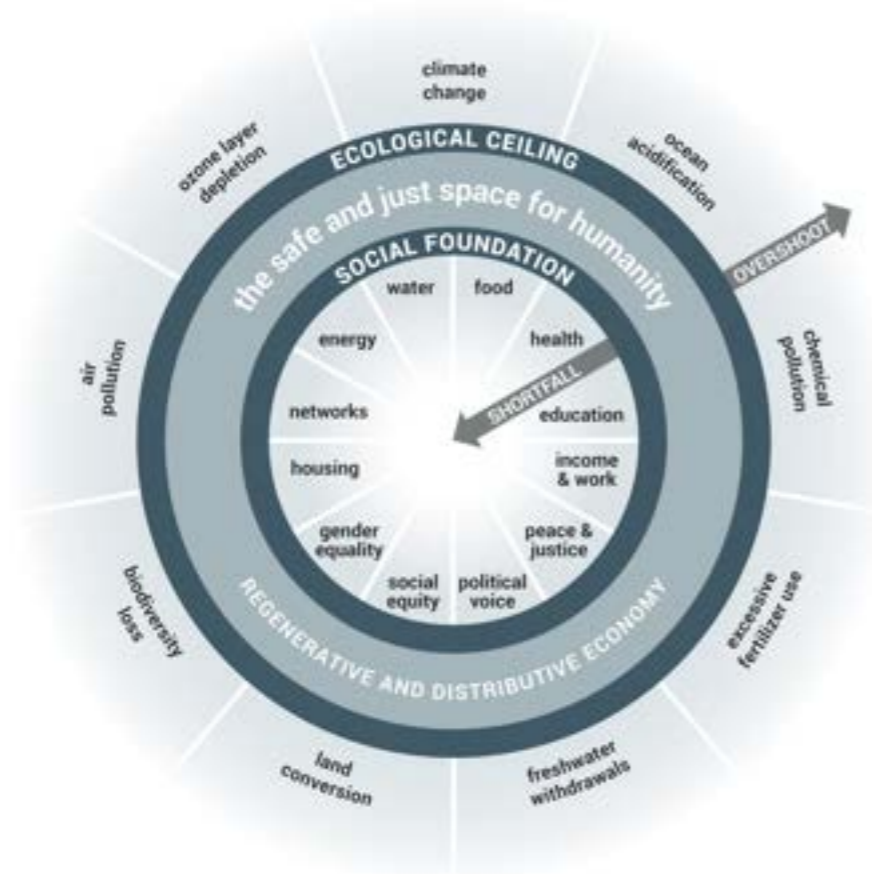 climate
change
ocean
acidification
chemical
pollution
excessive
fertilizer use
freshwater
withdrawals
land
conversion
biodiversity
loss
air
pollution
ozone layer
depletion
OVERSHOOT
ECOLOGICAL CEILING
the safe and just space for humanity
SOCIAL FOUNDATION
water
food
health
SHORTFALL
education
income
& work
peace &
justice
political
voice
social
equity
gender
equality
housing
networks
energy
REGENERATIVE AND DISTRIBUTIVE ECONOMY